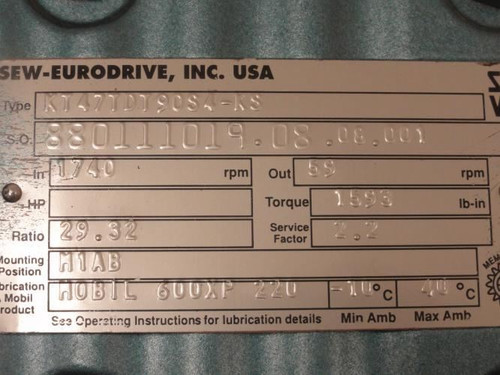 SEW-EURODRIVE, INC. USA
Type KT47TDT90S4-KS
S.O. 880111019.08.08.001
In 1740 rpm Out 59 rpm
HP Torque 1593 lb-in
Ratio 29.32 Service Factor 2.2
Mounting Position M1AB
Lubrication & Mobil Product MOBIL 600XP 220 -10°C 40°C
See Operating Instructions for lubrication details Min Amb Max Amb